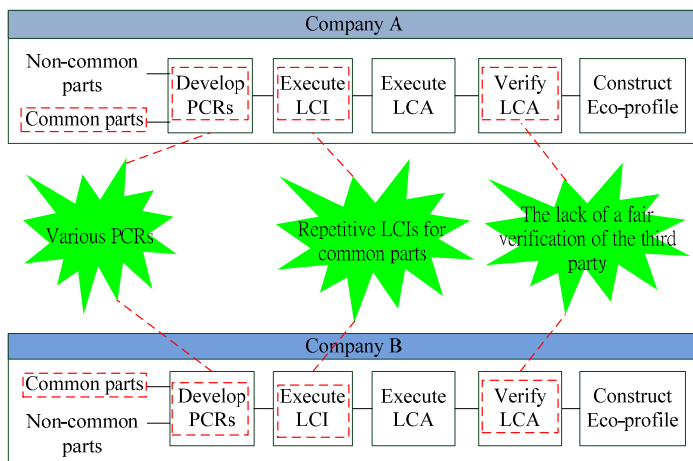 Company A
Non-common
parts
Common parts
Develop
PCRs
Execute
LCI
Execute
LCA
Verify
LCA
Construct
Eco-profile
Various PCRs
Repetitive LCIs for
common parts
The lack of a fair
verification of the third
party
Company B
Common parts
Non-common
parts
Develop
PCRs
Execute
LCI
Execute
LCA
Verify
LCA
Construct
Eco-profile